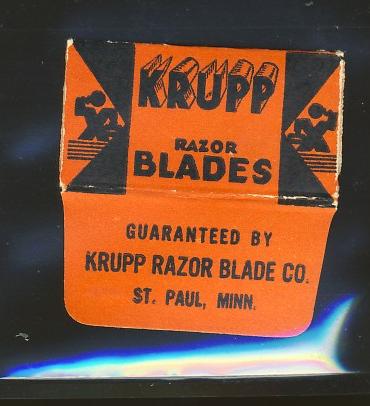 KRUPP
RAZOR
BLADES
GUARANTEED BY
KRUPP RAZOR BLADE CO.
ST. PAUL, MINN.